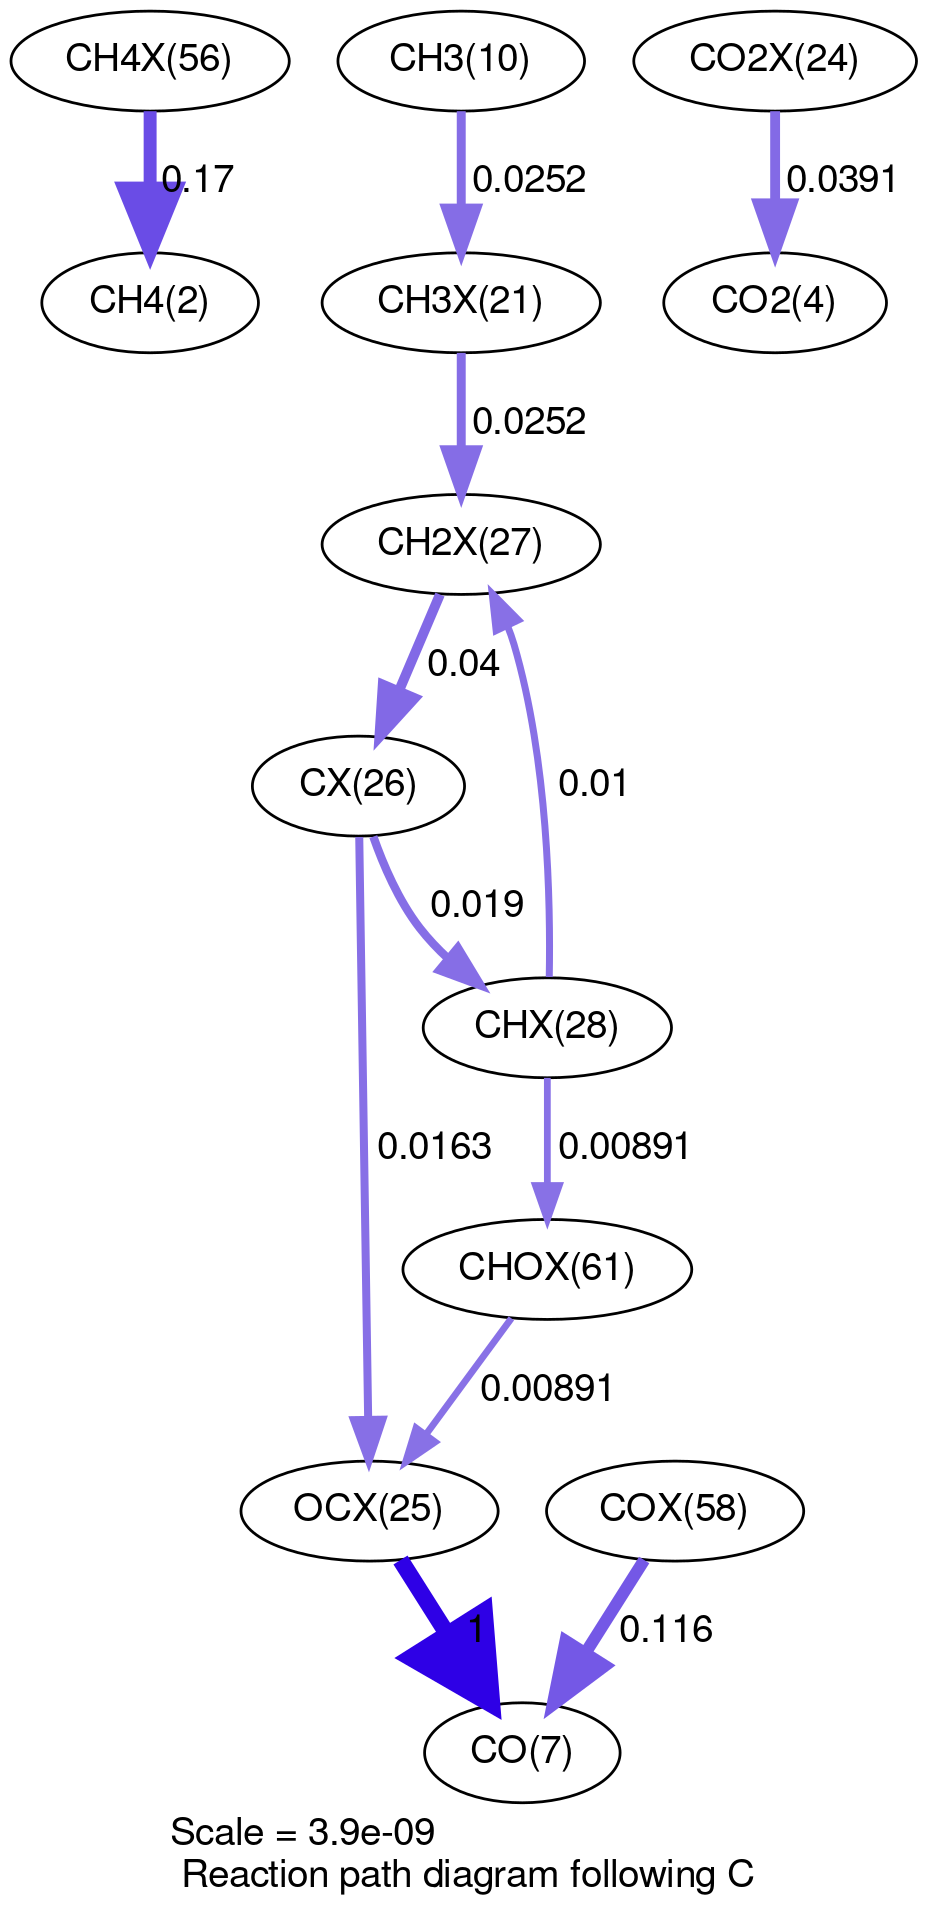 CH4X(56)
CH3(10)
CO2X(24)
0.17
0.0252
0.0391
CH4(2)
CH3X(21)
CO2(4)
0.0252
CH2X(27)
0.04
CX(26)
0.01
0.019
CHX(28)
0.0163
0.00891
CHOX(61)
0.00891
OCX(25)
COX(58)
1
0.116
CO(7)
Scale = 3.9e-09
Reaction path diagram following C